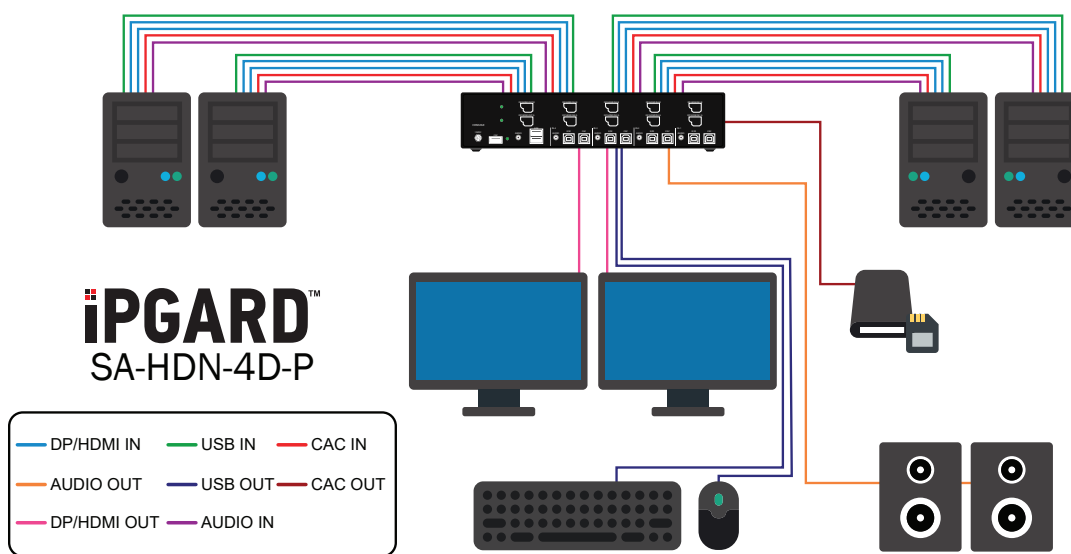 iPGARD™
SA-HDN-4D-P
DP/HDMI IN USB IN CAC IN
AUDIO OUT USB OUT CAC OUT
DP/HDMI OUT AUDIO IN